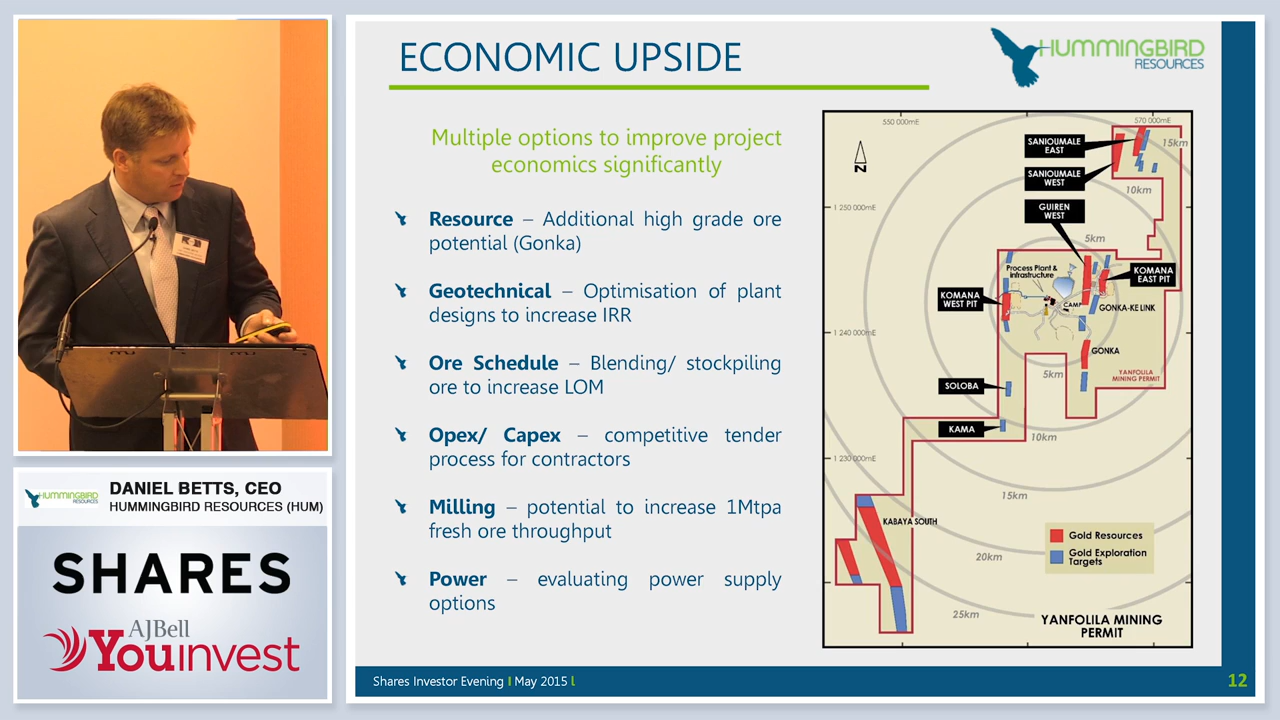 DANIEL BETTS, CEO
HUMMINGBIRD RESOURCES (HUM)
HUMMINGBIRD
RESOURCES
SHARES
AJBell
Youinvest
ECONOMIC UPSIDE
HUMMINGBIRD
RESOURCES
Multiple options to improve project
economics significantly
Resource – Additional high grade ore
potential (Gonka)
Geotechnical – Optimisation of plant
designs to increase IRR
Ore Schedule – Blending/ stockpiling
ore to increase LOM
Opex/ Capex – competitive tender
process for contractors
Milling – potential to increase 1Mtpa
fresh ore throughput
Power – evaluating power supply
options
550 000mE
570 000mE
N
SANIOUMALE
EAST
15km
SANIOUMALE
WEST
10km
GUIREN
WEST
1 250 000mE
5km
Process Plant &
infrastructure
KOMANA
EAST PIT
KOMANA
WEST PIT
CAMP
GONKA-KE LINK
1 240 000mE
GONKA
5km
YANFOLILA
MINING PERMIT
SOLOBA
KAMA
10km
1 230 000mE
15km
KABAYA SOUTH
Gold Resources
Gold Exploration
Targets
20km
25km
YANFOLILA MINING
PERMIT
Shares Investor Evening I May 2015 l
12